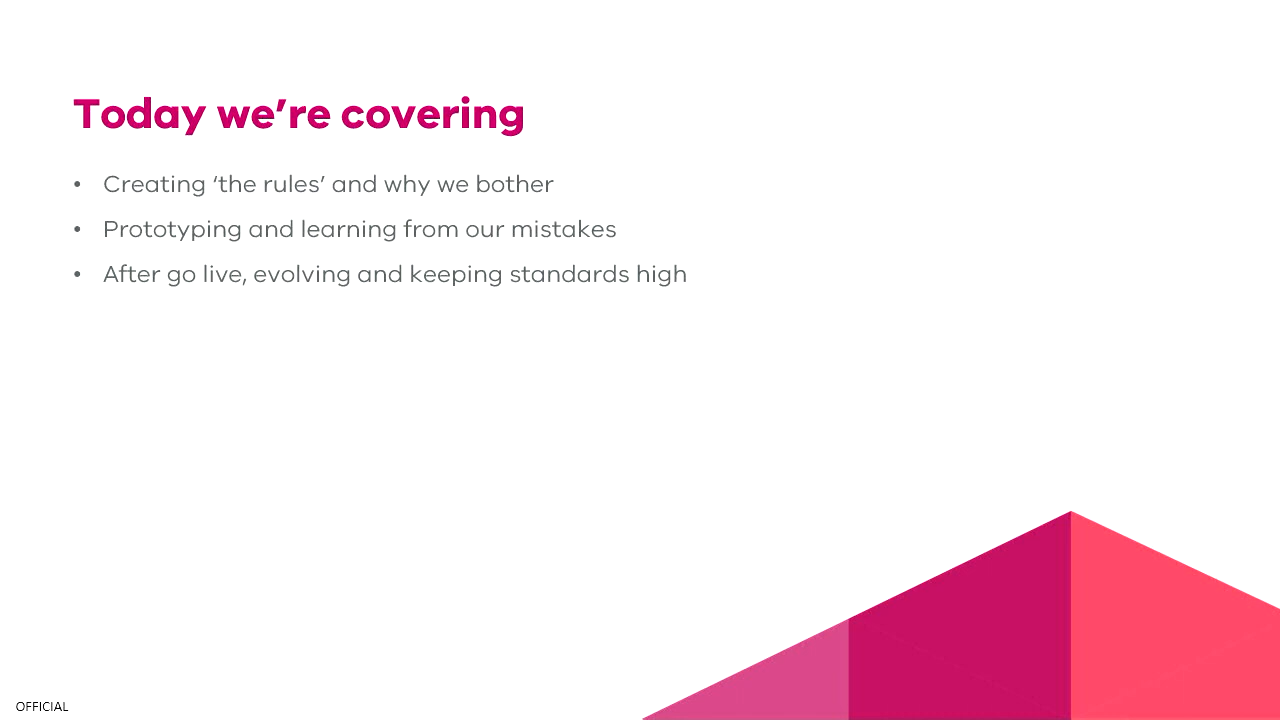 Today we’re covering
• Creating ‘the rules’ and why we bother
• Prototyping and learning from our mistakes
• After go live, evolving and keeping standards high
OFFICIAL